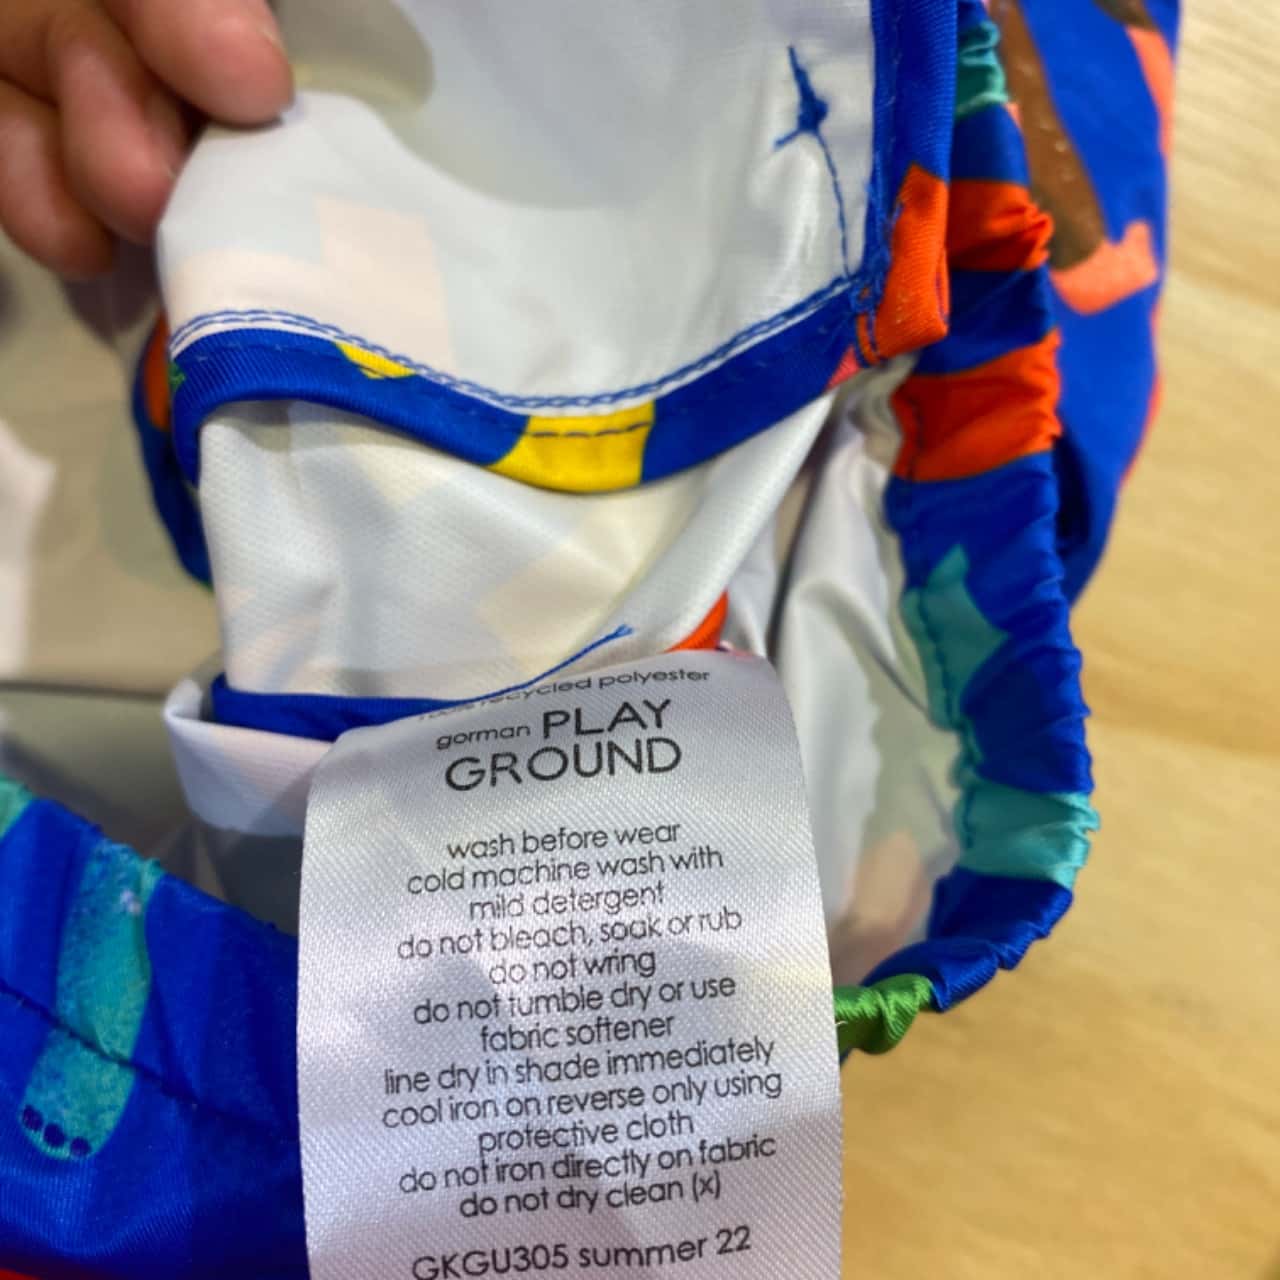 recycled polyester
gorman PLAY
GROUND
wash before wear
cold machine wash with
mild detergent
do not bleach, soak or rub
do not wring
do not tumble dry or use
fabric softener
line dry in shade immediately
cool iron on reverse only using
protective cloth
do not iron directly on fabric
do not dry clean (x)
GKGU305 summer 22